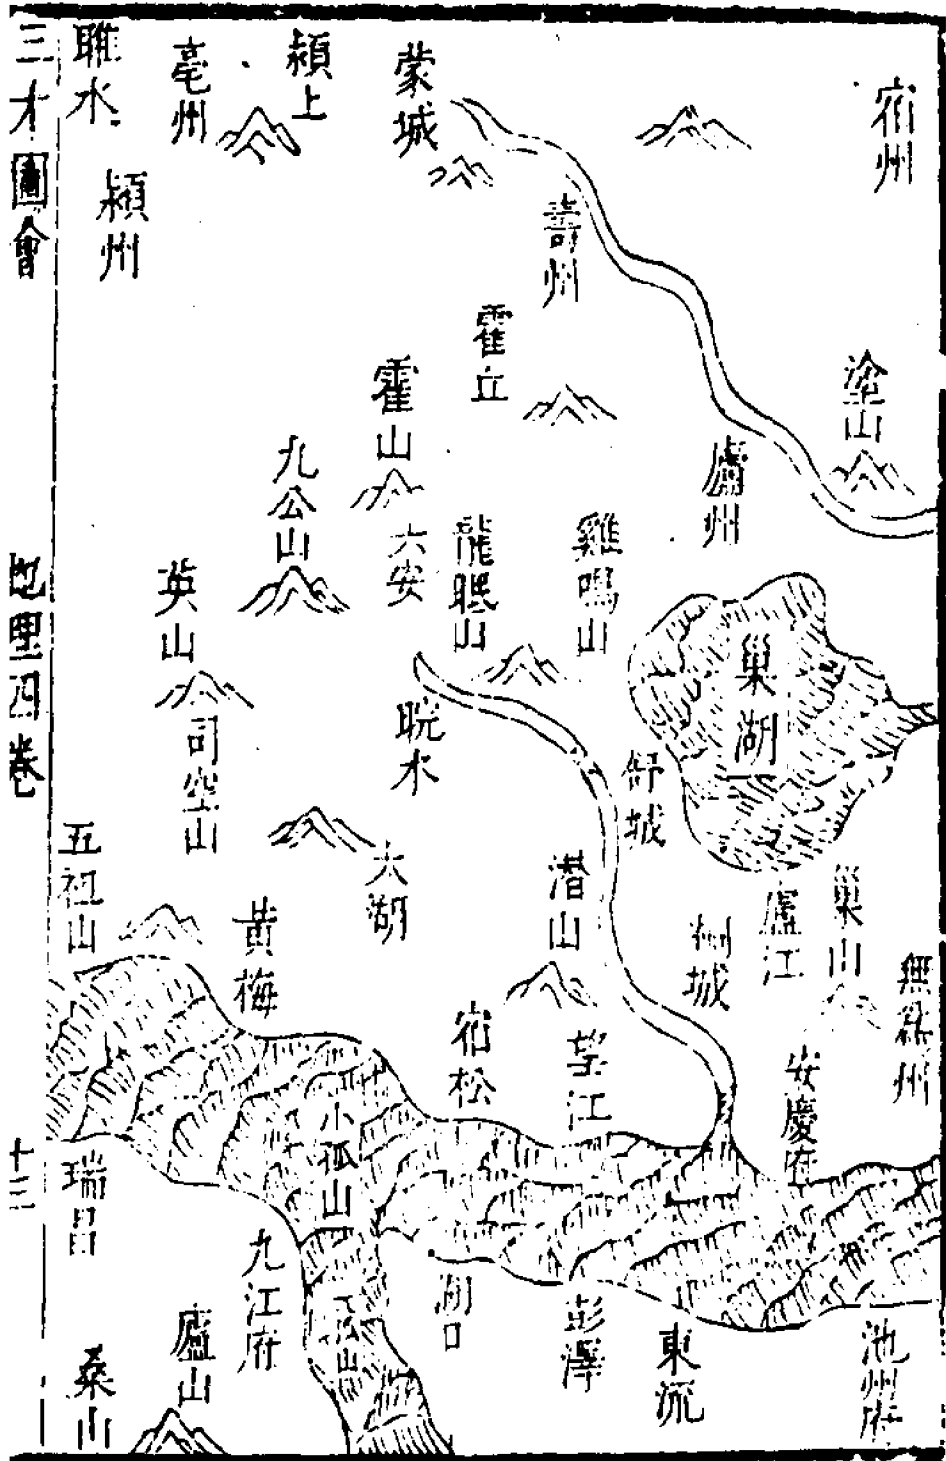 宿州
塗山
蒙城
壽州
廬州
潁上
霍丘
亳州
霍山
雎水
潁州
九公山
六安
龍眠山
雞鳴山
巢湖
英山
司空山
晥水
舒城
太湖
潛山
五祖山
黃梅
宿松
望江
廬江
巢山
無為州
安慶府
小孤山
瑞昌
九江府
湖口
彭澤
東流
池州府
廬山
桑山
三才圖會
地理四卷
十三